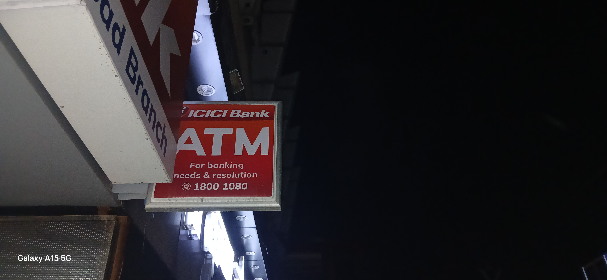 ad Branch
ICICI Bank
ATM
For banking
needs & resolution
1800 1080
Galaxy A15 5G